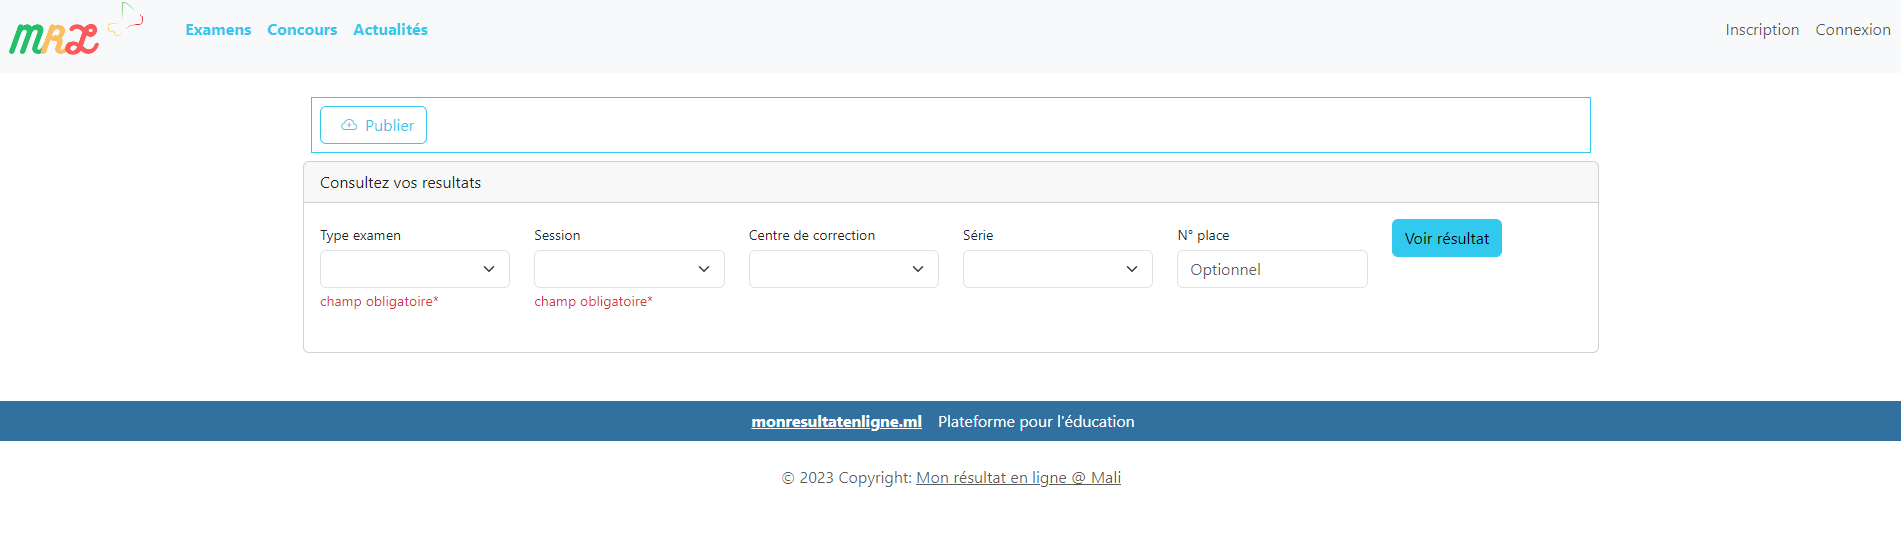 MRL Examens Concours Actualités Inscription Connexion
Publier
Consultez vos resultats
Type examen Session Centre de correction Série N° place Voir résultat
Optionnel
champ obligatoire* champ obligatoire*
monresultatenligne.ml Plateforme pour l'éducation
© 2023 Copyright: Mon résultat en ligne @ Mali